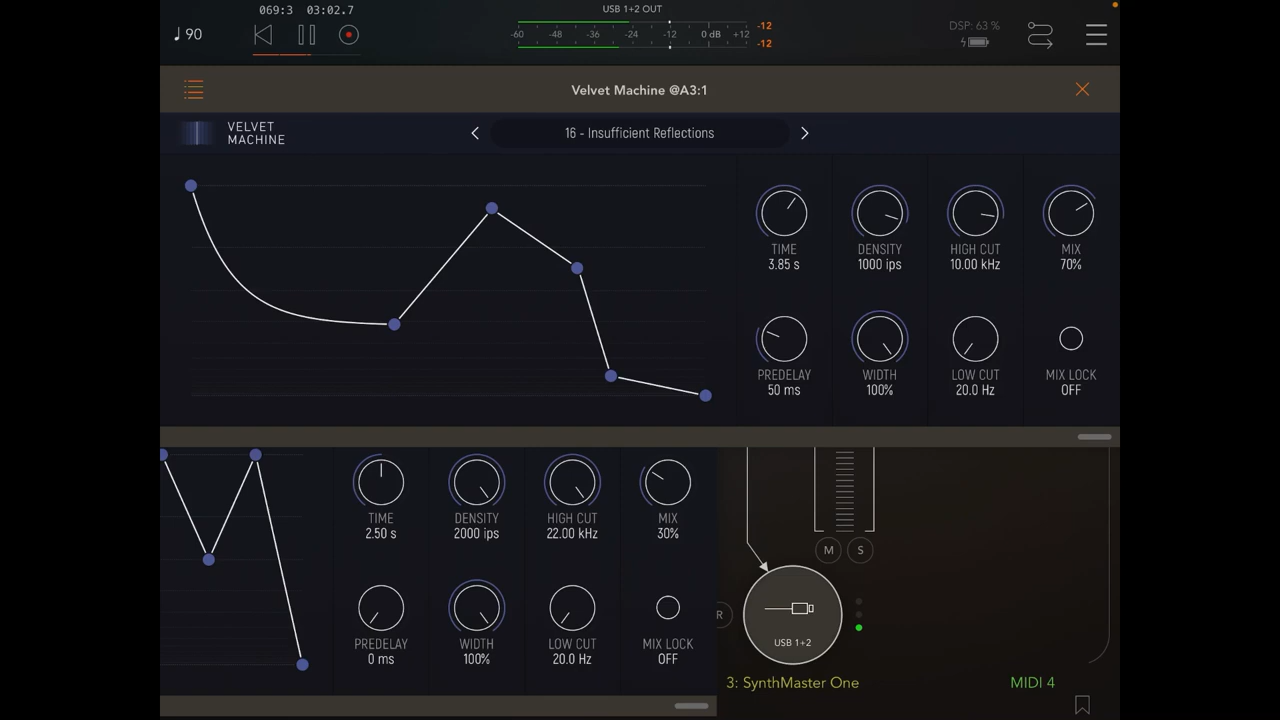 069:3 03:02.7
USB 1+2 OUT
♩ 90
-60 -48 -36 -24 -12 0 dB +12
-12
-12
DSP: 63 %
Velvet Machine @A3:1
VELVET
MACHINE
16 - Insufficient Reflections
TIME
3.85 s
DENSITY
1000 ips
HIGH CUT
10.00 kHz
MIX
70%
PREDELAY
50 ms
WIDTH
100%
LOW CUT
20.0 Hz
MIX LOCK
OFF
TIME
2.50 s
DENSITY
2000 ips
HIGH CUT
22.00 kHz
MIX
30%
PREDELAY
0 ms
WIDTH
100%
LOW CUT
20.0 Hz
MIX LOCK
OFF
M S
R
USB 1+2
3: SynthMaster One
MIDI 4